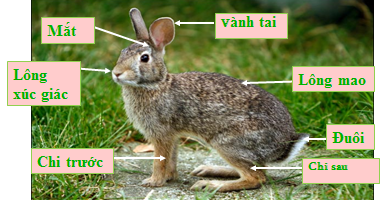 Mắt
vành tai
Lông
xúc giác
Lông mao
Đuôi
Chi trước
Chi sau